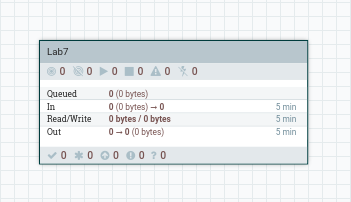 Lab7
0 0 0 0 0 0
Queued 0 (0 bytes)
In 0 (0 bytes) → 0 5 min
Read/Write 0 bytes / 0 bytes 5 min
Out 0 → 0 (0 bytes) 5 min
0 0 0 0 ? 0